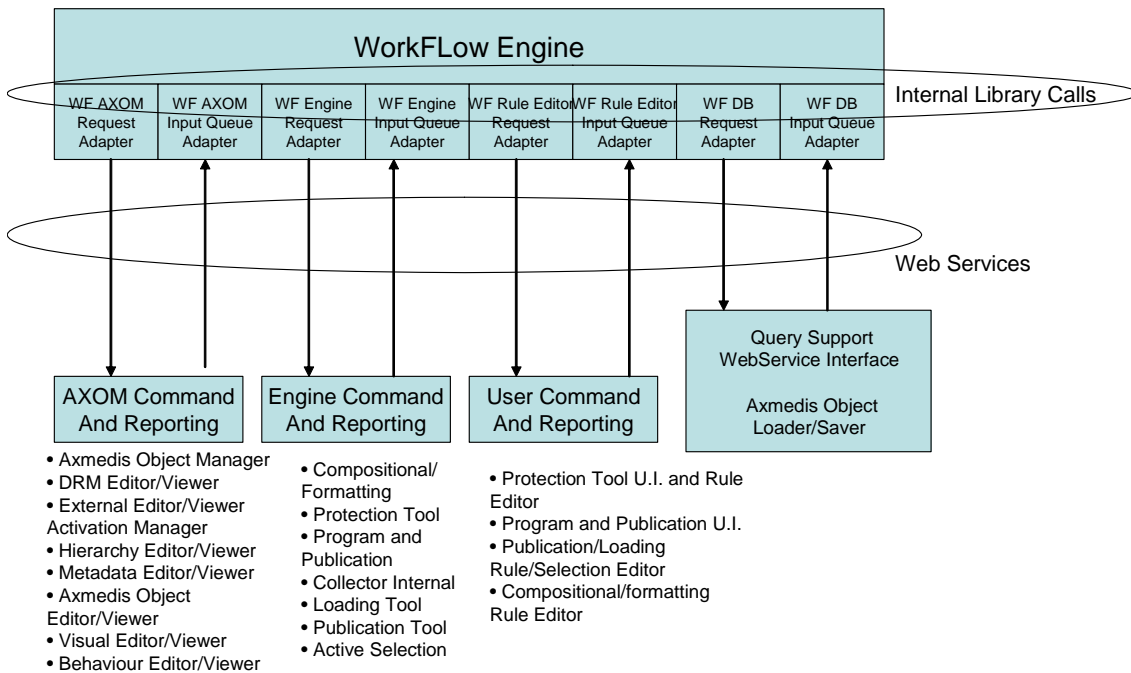 WorkFLow Engine
WF AXOM
Request
Adapter
WF AXOM
Input Queue
Adapter
WF Engine
Request
Adapter
WF Engine
Input Queue
Adapter
WF Rule Editor
Request
Adapter
WF Rule Editor
Input Queue
Adapter
WF DB
Request
Adapter
WF DB
Input Queue
Adapter
Internal Library Calls
Web Services
Query Support
WebService Interface
Axmedis Object
Loader/Saver
AXOM Command
And Reporting
Engine Command
And Reporting
User Command
And Reporting
• Axmedis Object Manager
• DRM Editor/Viewer
• External Editor/Viewer
Activation Manager
• Hierarchy Editor/Viewer
• Metadata Editor/Viewer
• Axmedis Object
Editor/Viewer
• Visual Editor/Viewer
• Behaviour Editor/Viewer
• Compositional/
Formatting
• Protection Tool
• Program and
Publication
• Collector Internal
• Loading Tool
• Publication Tool
• Active Selection
• Protection Tool U.I. and Rule
Editor
• Program and Publication U.I.
• Publication/Loading
Rule/Selection Editor
• Compositional/formatting
Rule Editor